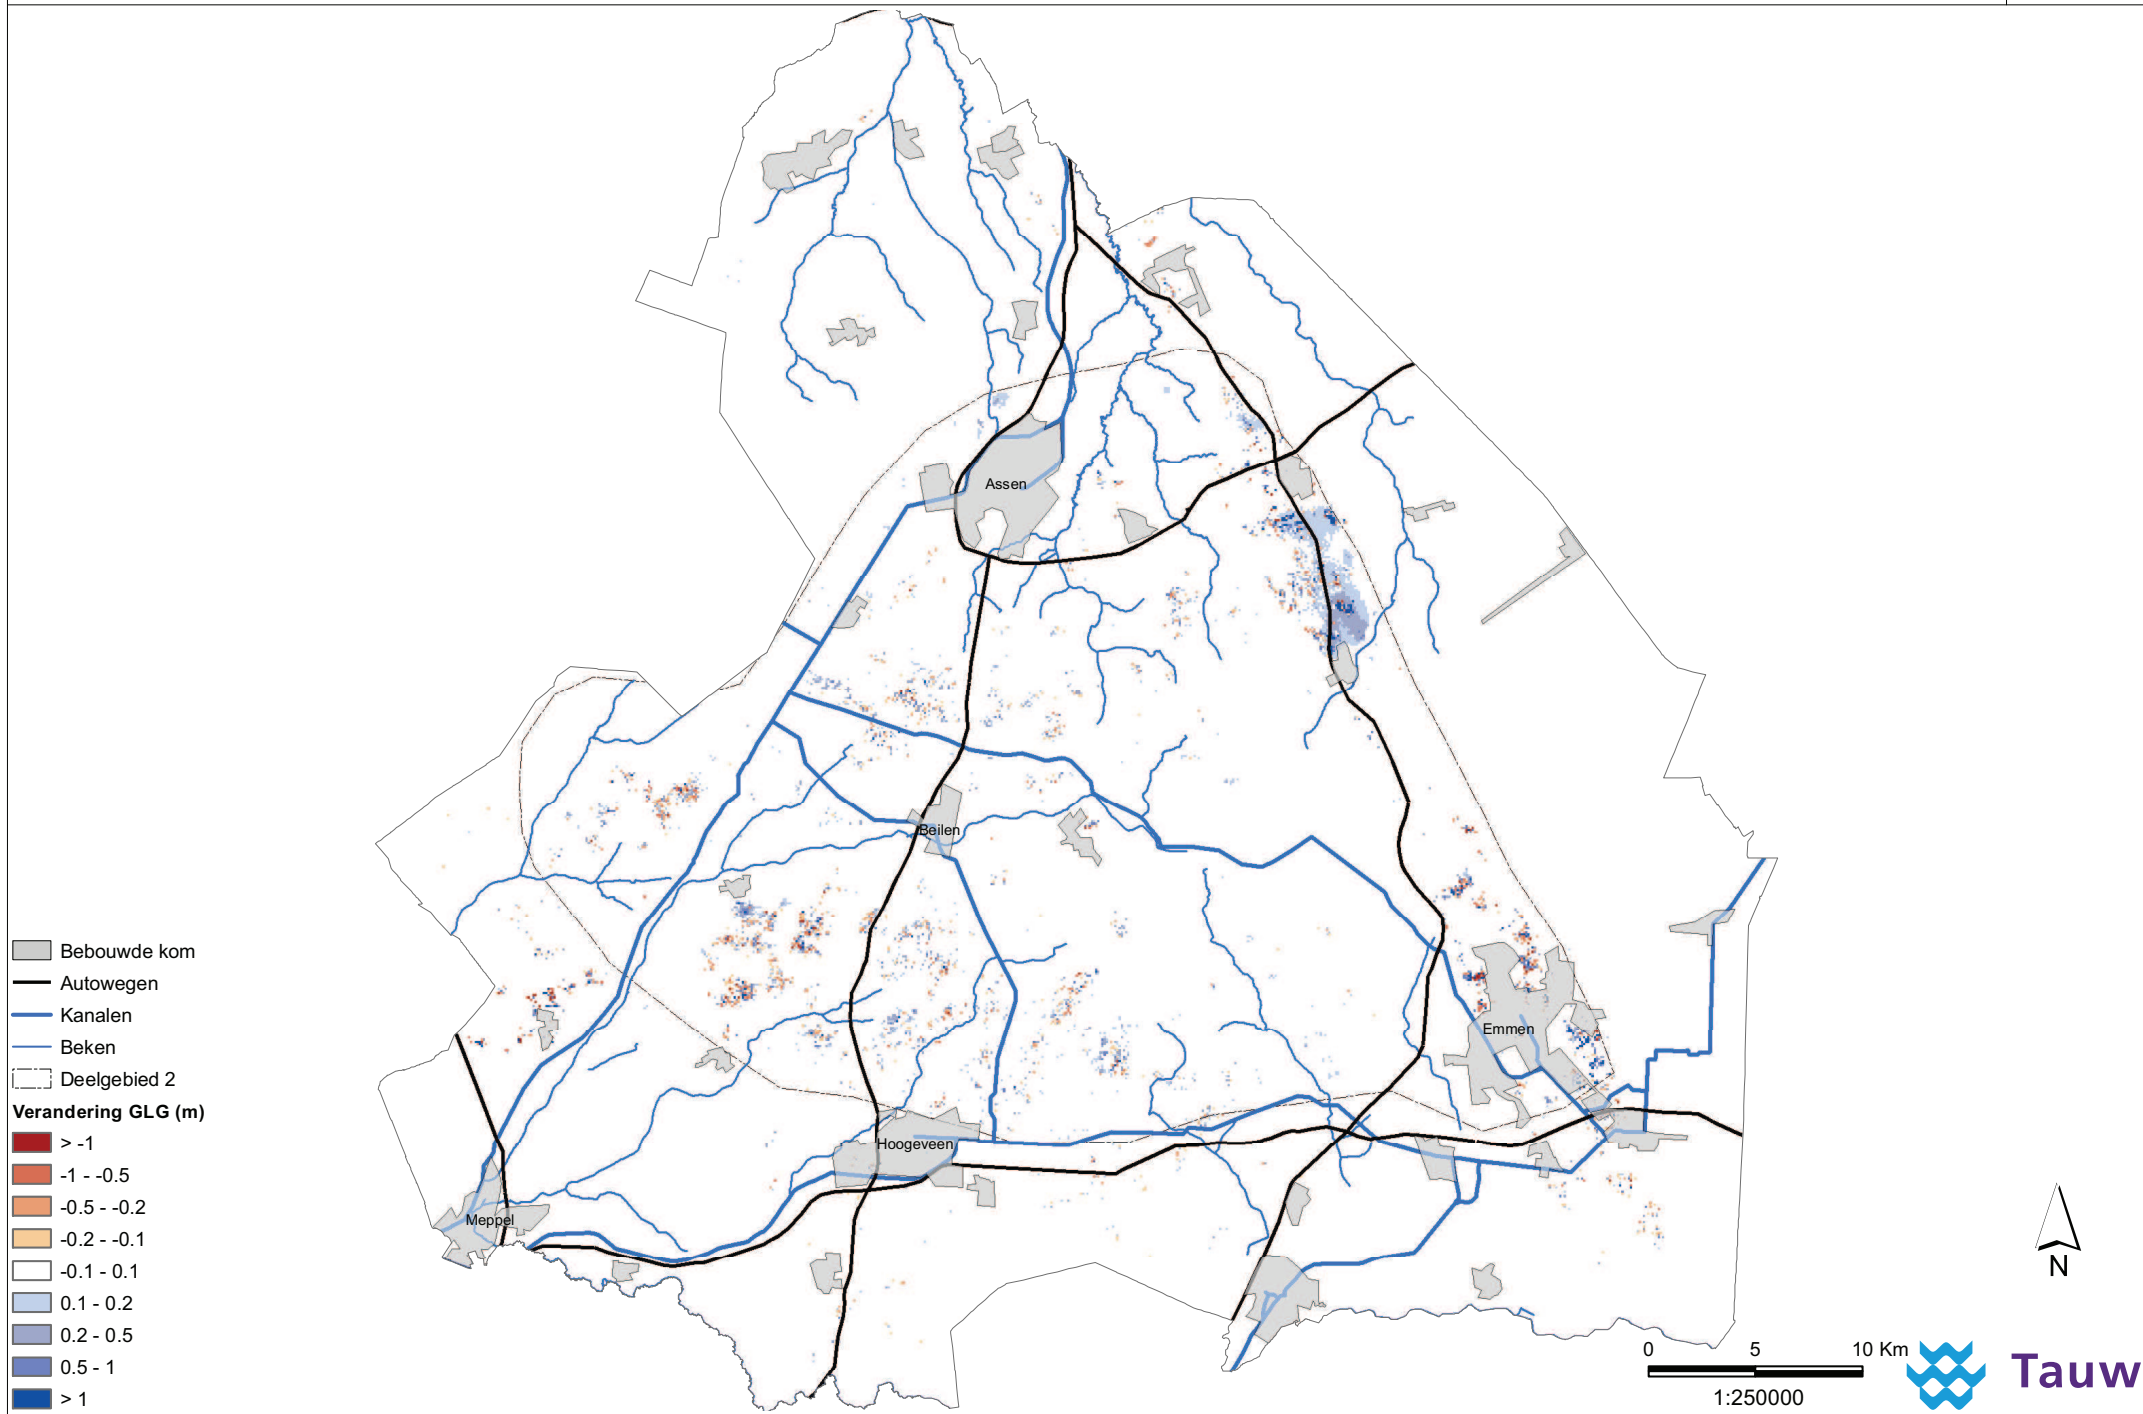 Assen
Beilen
Emmen
Hoogeveen
Meppel
Bebouwde kom
Autowegen
Kanalen
Beken
Deelgebied 2
Verandering GLG (m)
> -1
-1 - -0.5
-0.5 - -0.2
-0.2 - -0.1
-0.1 - 0.1
0.1 - 0.2
0.2 - 0.5
0.5 - 1
> 1
N
0 5 10 Km
1:250000
Tauw